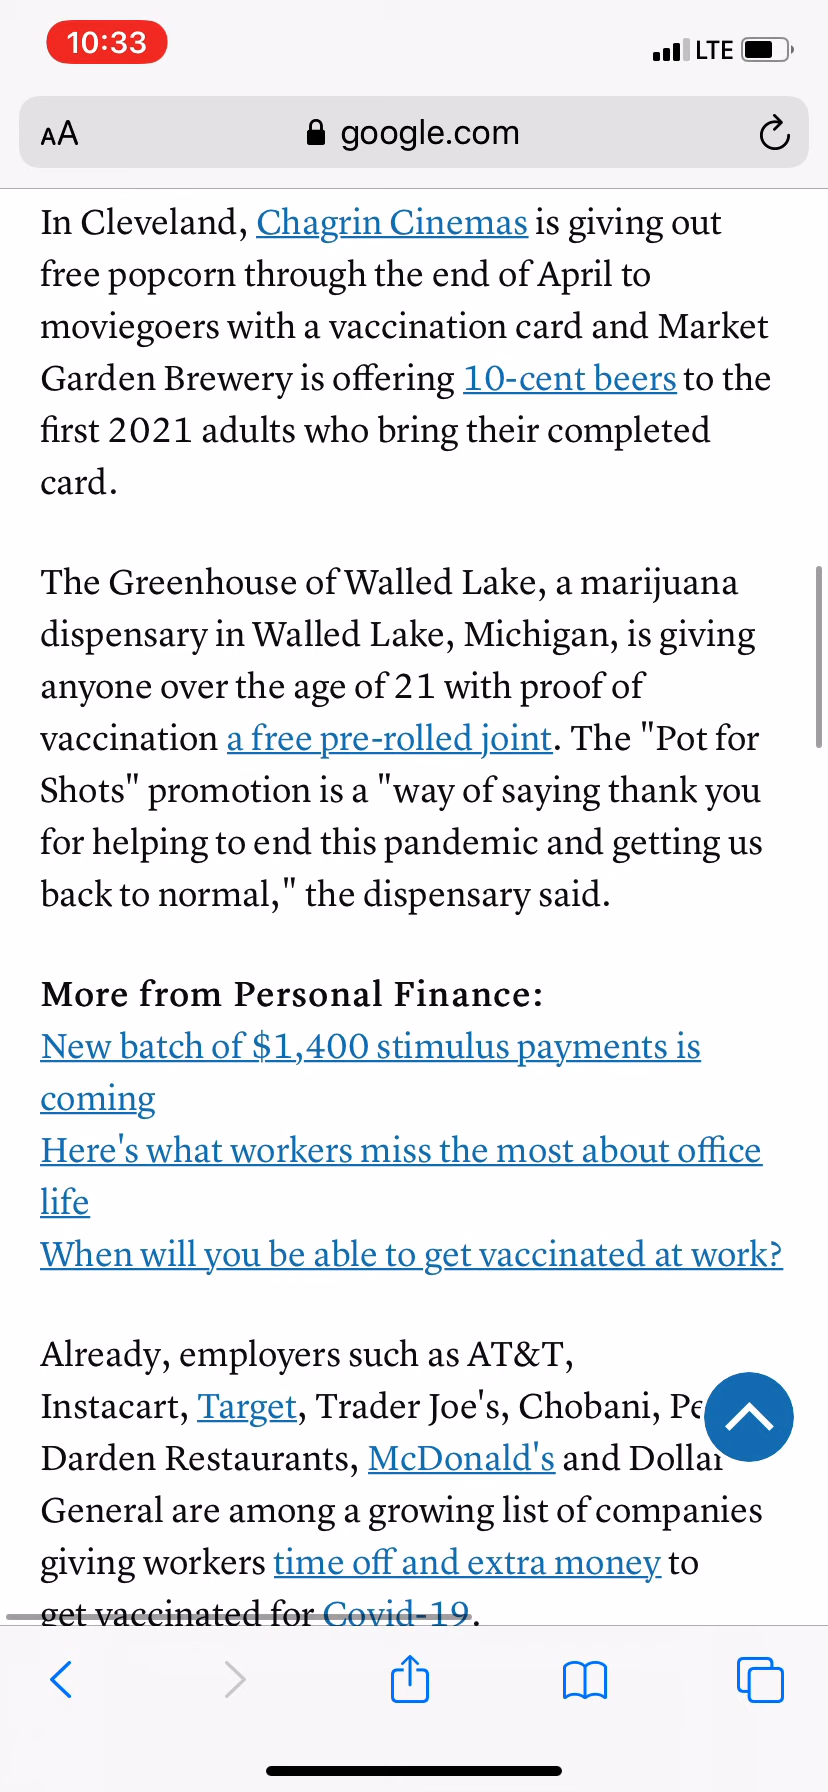 10:33
LTE
AA
google.com
In Cleveland, Chagrin Cinemas is giving out
free popcorn through the end of April to
moviegoers with a vaccination card and Market
Garden Brewery is offering 10-cent beers to the
first 2021 adults who bring their completed
card.
The Greenhouse of Walled Lake, a marijuana
dispensary in Walled Lake, Michigan, is giving
anyone over the age of 21 with proof of
vaccination a free pre-rolled joint. The "Pot for
Shots" promotion is a "way of saying thank you
for helping to end this pandemic and getting us
back to normal," the dispensary said.
More from Personal Finance:
New batch of $1,400 stimulus payments is
coming
Here's what workers miss the most about office
life
When will you be able to get vaccinated at work?
Already, employers such as AT&T,
Instacart, Target, Trader Joe's, Chobani,
Darden Restaurants, McDonald's and Dollar
General are among a growing list of companies
giving workers time off and extra money to
get vaccinated for Covid-19.